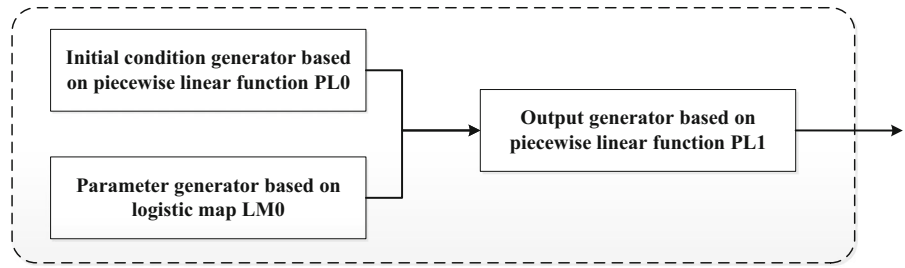 Initial condition generator based
on piecewise linear function PL0
Output generator based on
piecewise linear function PL1
Parameter generator based on
logistic map LM0